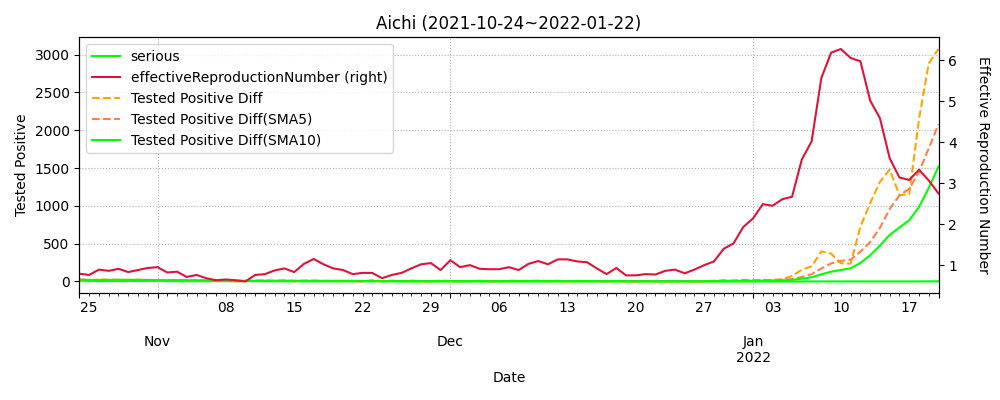 Aichi (2021-10-24~2022-01-22)
serious
effectiveReproductionNumber (right)
Tested Positive Diff
Tested Positive Diff(SMA5)
Tested Positive Diff(SMA10)
Tested Positive
3000
2500
2000
1500
1000
500
0
6
5
4
3
2
1
Effective Reproduction Number
25 08 15 22 29 06 13 20 27 03 10 17
Nov Dec Jan
2022
Date